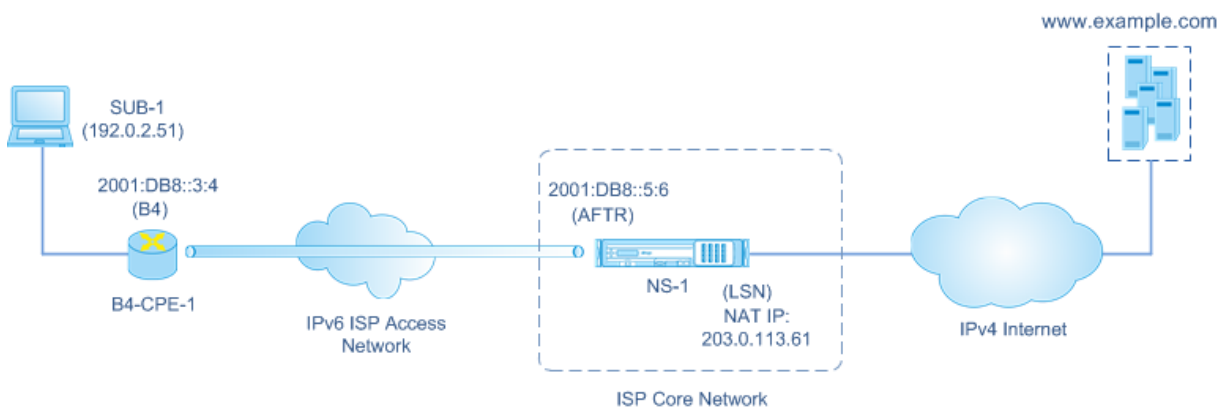 www.example.com
SUB-1
(192.0.2.51)
2001:DB8::3:4
(B4)
B4-CPE-1
IPv6 ISP Access
Network
2001:DB8::5:6
(AFTR)
NS-1
(LSN)
NAT IP:
203.0.113.61
IPv4 Internet
ISP Core Network